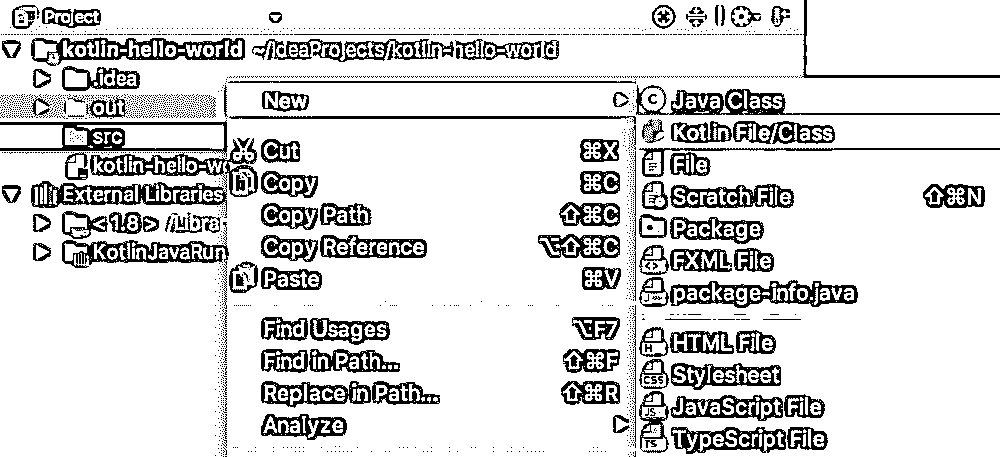 Project
kotlin-hello-world ~/IdeaProjects/kotlin-hello-world
.idea
out
src
kotlin-hello-wo
External Libraries
< 1.8 > /Libra
KotlinJavaRun
New
Cut ⌘X
Copy ⌘C
Copy Path ⇧⌘C
Copy Reference ⌥⇧⌘C
Paste ⌘V
Find Usages ⌥F7
Find in Path... ⇧⌘F
Replace in Path... ⇧⌘R
Analyze
Java Class
Kotlin File/Class
File
Scratch File ⇧⌘N
Package
FXML File
package-info.java
HTML File
Stylesheet
JavaScript File
TypeScript File